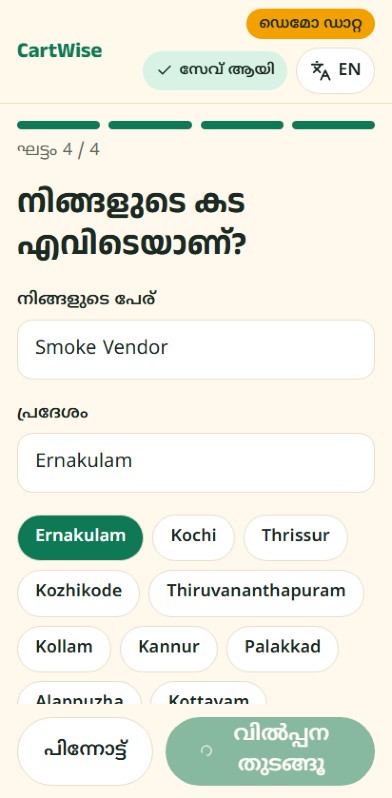 ഡെമോ ഡാറ്റ
CartWise
സേവ് ആയി
EN
ഘട്ടം 4 / 4
നിങ്ങളുടെ കട
എവിടെയാണ്?
നിങ്ങളുടെ പേര്
Smoke Vendor
പ്രദേശം
Ernakulam
Ernakulam Kochi Thrissur
Kozhikode Thiruvananthapuram
Kollam Kannur Palakkad
Alappuzha Kottayam
പിന്നോട്ട്
വിൽപ്പന
തുടങ്ങൂ